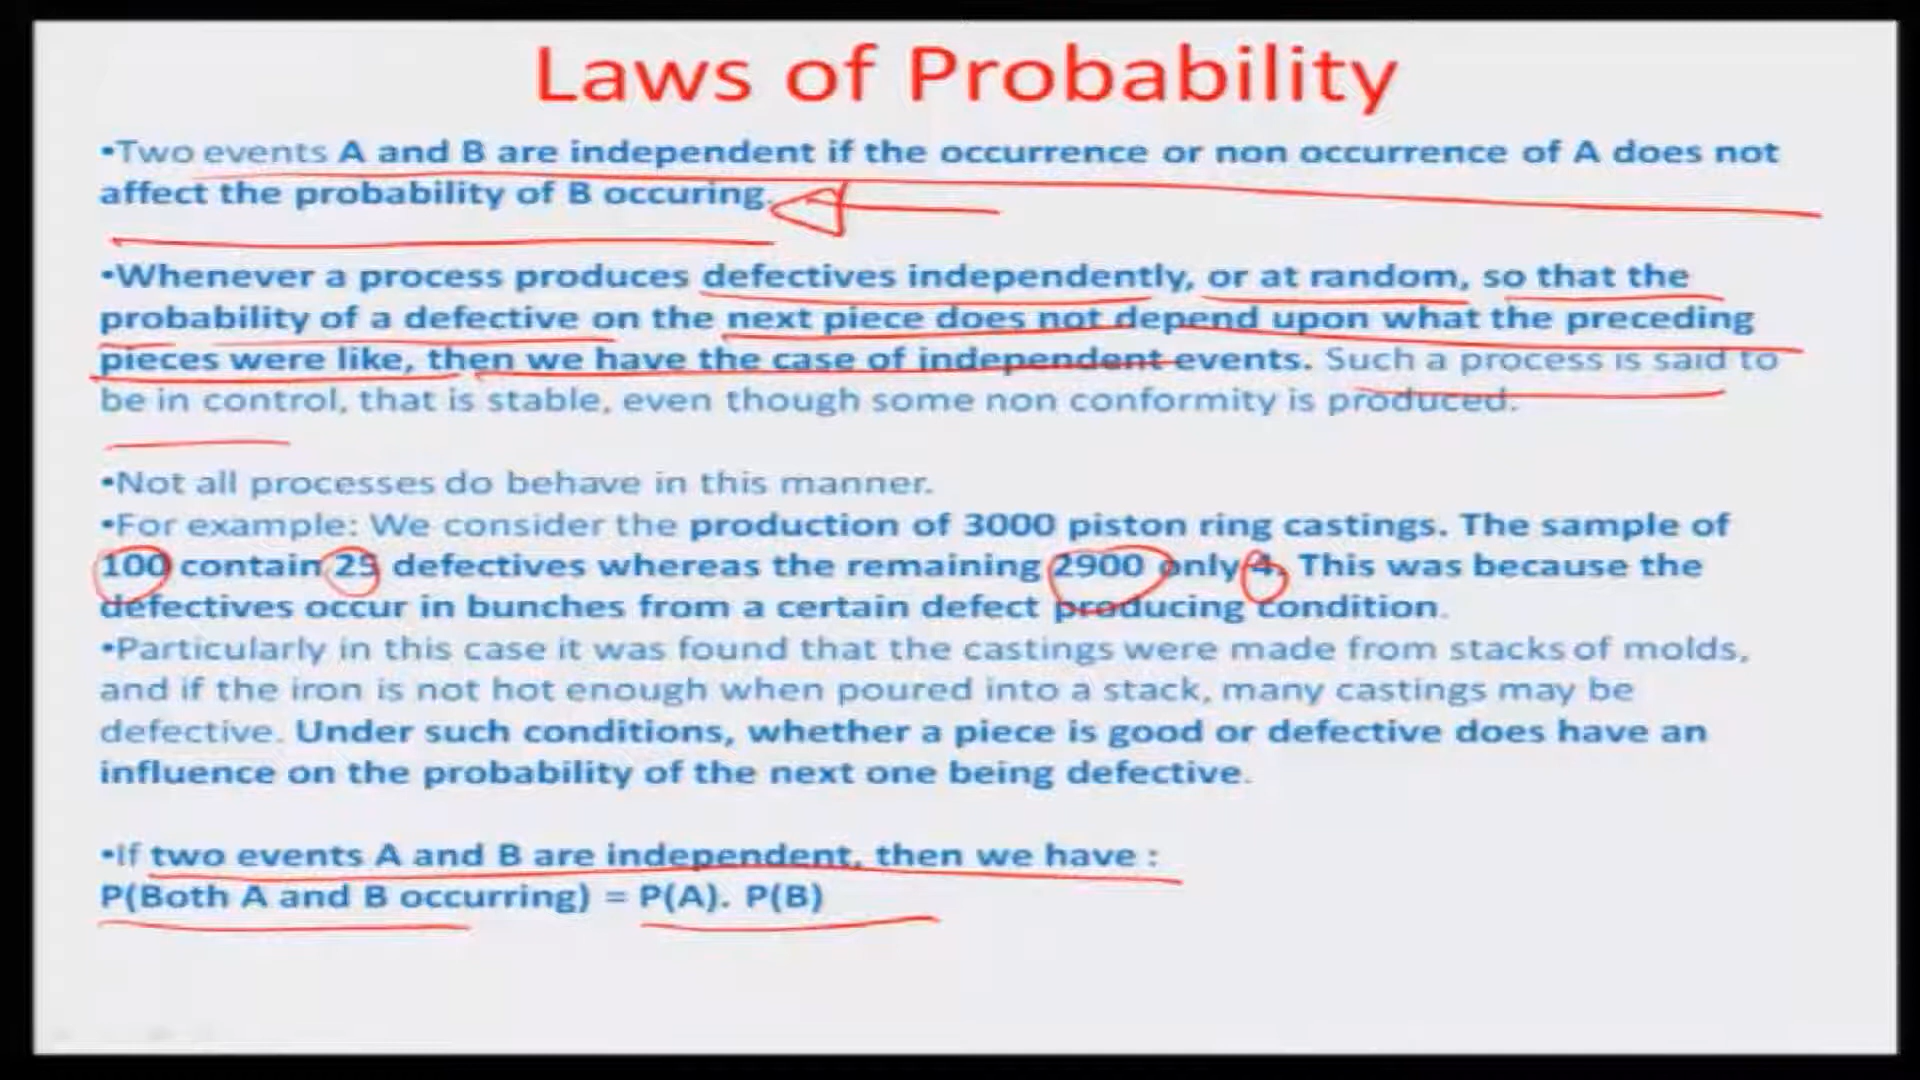 Laws of Probability
•Two events A and B are independent if the occurrence or non occurrence of A does not
affect the probability of B occuring.
•Whenever a process produces defectives independently, or at random, so that the
probability of a defective on the next piece does not depend upon what the preceding
pieces were like, then we have the case of independent events. Such a process is said to
be in control, that is stable, even though some non conformity is produced.
•Not all processes do behave in this manner.
•For example: We consider the production of 3000 piston ring castings. The sample of
100 contain 25 defectives whereas the remaining 2900 only 4. This was because the
defectives occur in bunches from a certain defect producing condition.
•Particularly in this case it was found that the castings were made from stacks of molds,
and if the iron is not hot enough when poured into a stack, many castings may be
defective. Under such conditions, whether a piece is good or defective does have an
influence on the probability of the next one being defective.
•If two events A and B are independent, then we have :
P(Both A and B occurring) = P(A). P(B)